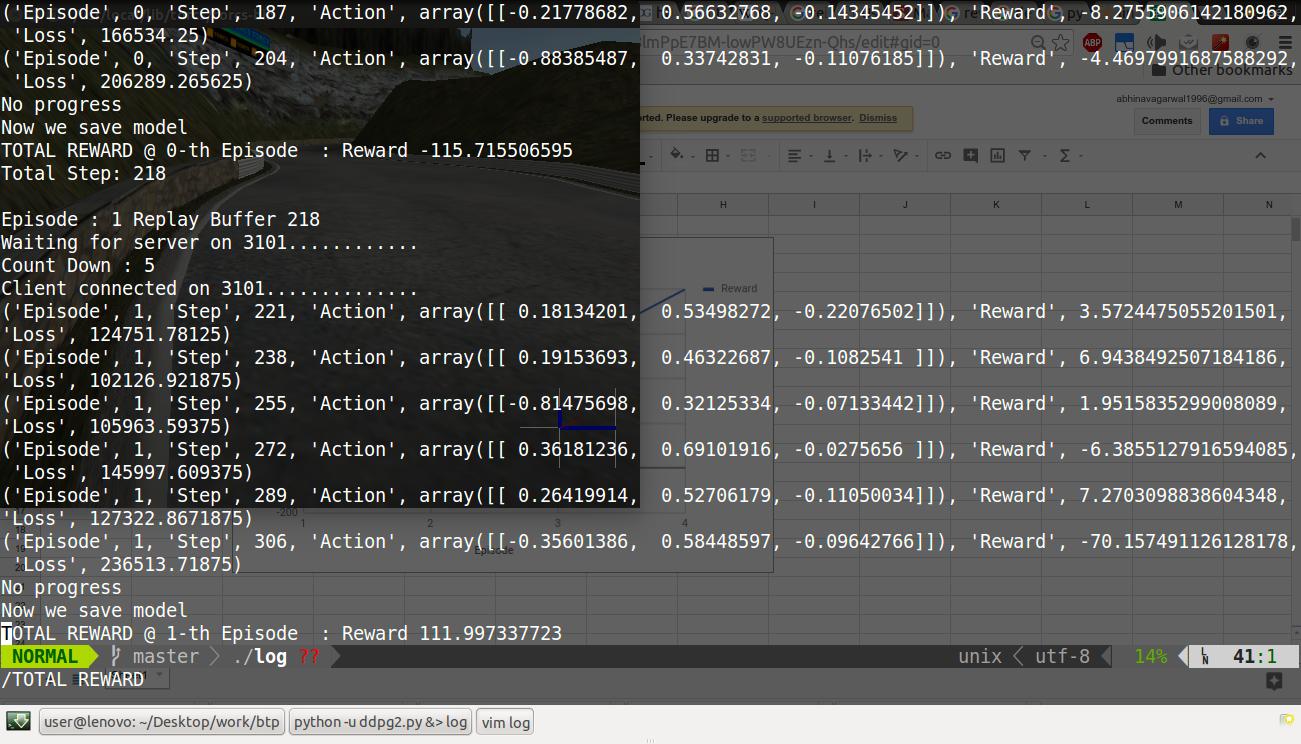 ('Episode', 0, 'Step', 187, 'Action', array([[-0.21778682,  0.56632768, -0.14345452]]), 'Reward', -8.2755906142180962,
'Loss', 166534.25)
('Episode', 0, 'Step', 204, 'Action', array([[-0.88385487,  0.33742831, -0.11076185]]), 'Reward', -4.4697991687588292,
'Loss', 206289.265625)
No progress
Now we save model
TOTAL REWARD @ 0-th Episode  : Reward -115.715506595
Total Step: 218
Episode : 1 Replay Buffer 218
Waiting for server on 3101............
Count Down : 5
Client connected on 3101..............
('Episode', 1, 'Step', 221, 'Action', array([[ 0.18134201,  0.53498272, -0.22076502]]), 'Reward', 3.5724475055201501,
'Loss', 124751.78125)
('Episode', 1, 'Step', 238, 'Action', array([[ 0.19153693,  0.46322687, -0.1082541 ]]), 'Reward', 6.9438492507184186,
'Loss', 102126.921875)
('Episode', 1, 'Step', 255, 'Action', array([[-0.81475698,  0.32125334, -0.07133442]]), 'Reward', 1.9515835299008089,
'Loss', 105963.59375)
('Episode', 1, 'Step', 272, 'Action', array([[ 0.36181236,  0.69101916, -0.0275656 ]]), 'Reward', -6.3855127916594085,
'Loss', 145997.609375)
('Episode', 1, 'Step', 289, 'Action', array([[ 0.26419914,  0.52706179, -0.11050034]]), 'Reward', 7.2703098838604348,
'Loss', 127322.8671875)
('Episode', 1, 'Step', 306, 'Action', array([[-0.35601386,  0.58448597, -0.09642766]]), 'Reward', -70.157491126128178,
'Loss', 236513.71875)
No progress
Now we save model
TOTAL REWARD @ 1-th Episode  : Reward 111.997337723
NORMAL master ./log ?? unix utf-8 14% LN 41:1
/TOTAL REWARD
lmPpE7BM-lowPW8UEzn-Qhs/edit#gid=0
ABP
Other bookmarks
abhinavagarwal1996@gmail.com
rted. Please upgrade to a supported browser. Dismiss
Comments Share
H I J K L M N
Reward
-200
1 2 3 4
Episode
user@lenovo: ~/Desktop/work/btp python -u ddpg2.py &> log vim log